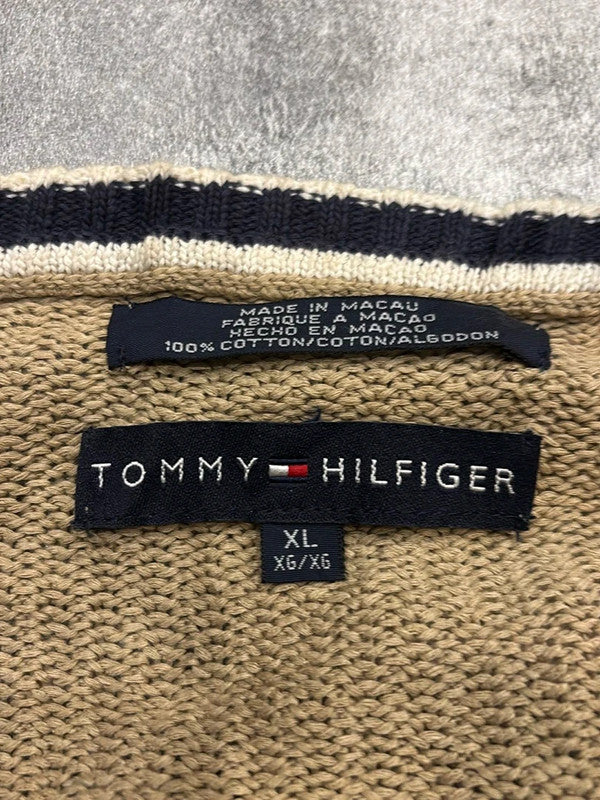 MADE IN MACAU
FABRIQUE A MACAO
HECHO EN MACAO
100% COTTON/COTON/ALGODON
TOMMY HILFIGER
XL
XG/XG